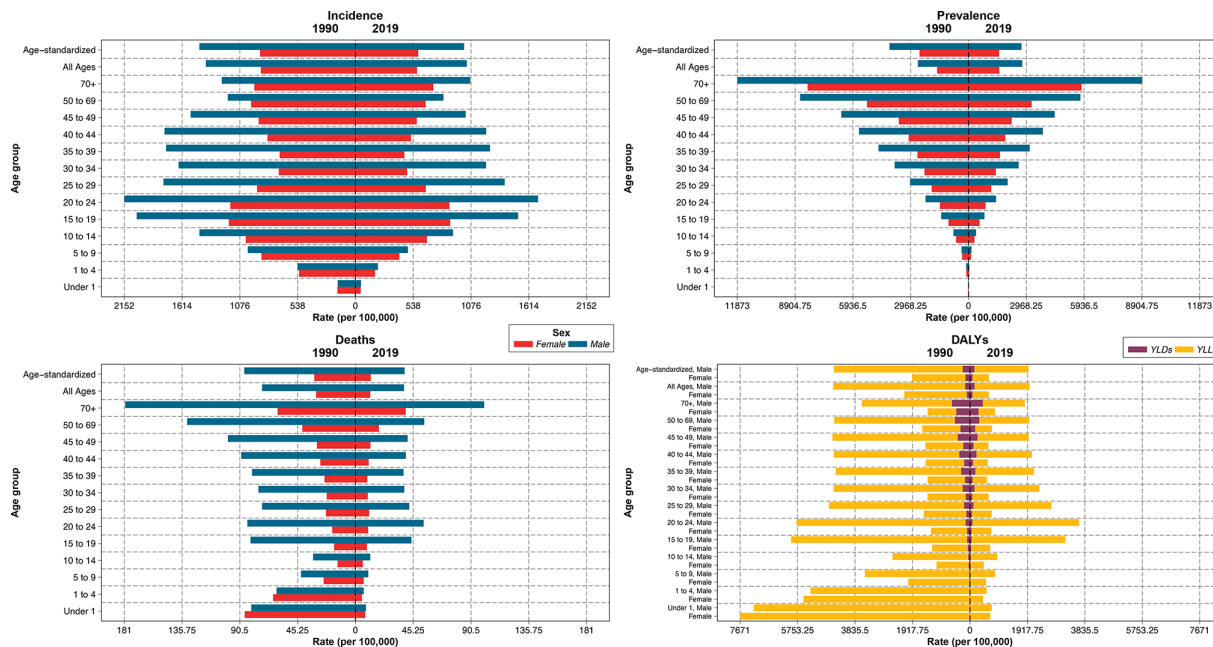 Incidence
1990 2019
Age group
Age−standardized
All Ages
70+
50 to 69
45 to 49
40 to 44
35 to 39
30 to 34
25 to 29
20 to 24
15 to 19
10 to 14
5 to 9
1 to 4
Under 1
2152 1614 1076 538 0 538 1076 1614 2152
Rate (per 100,000)
Prevalence
1990 2019
Age group
Age−standardized
All Ages
70+
50 to 69
45 to 49
40 to 44
35 to 39
30 to 34
25 to 29
20 to 24
15 to 19
10 to 14
5 to 9
1 to 4
Under 1
11873 8904.75 5936.5 2968.25 0 2968.25 5936.5 8904.75 11873
Rate (per 100,000)
Sex
Female Male
Deaths
1990 2019
Age group
Age−standardized
All Ages
70+
50 to 69
45 to 49
40 to 44
35 to 39
30 to 34
25 to 29
20 to 24
15 to 19
10 to 14
5 to 9
1 to 4
Under 1
181 135.75 90.5 45.25 0 45.25 90.5 135.75 181
Rate (per 100,000)
DALYs
1990 2019
YLDs YLL
Age group
Age−standardized, Male
Female
All Ages, Male
Female
70+, Male
Female
50 to 69, Male
Female
45 to 49, Male
Female
40 to 44, Male
Female
35 to 39, Male
Female
30 to 34, Male
Female
25 to 29, Male
Female
20 to 24, Male
Female
15 to 19, Male
Female
10 to 14, Male
Female
5 to 9, Male
Female
1 to 4, Male
Female
Under 1, Male
Female
7671 5753.25 3835.5 1917.75 0 1917.75 3835.5 5753.25 7671
Rate (per 100,000)